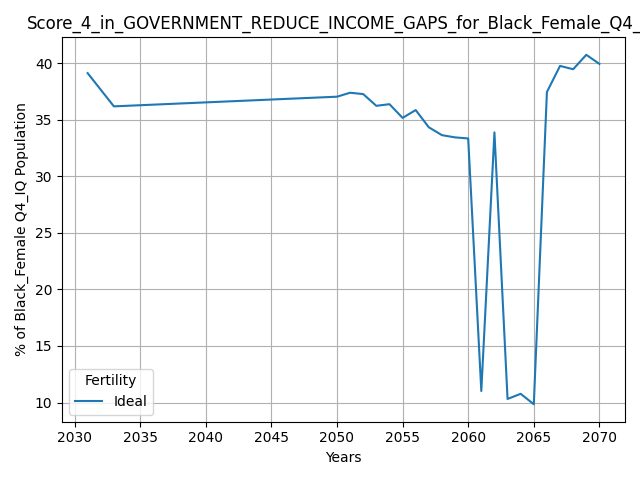 Score_4_in_GOVERNMENT_REDUCE_INCOME_GAPS_for_Black_Female_Q4_
% of Black_Female Q4_IQ Population
40
35
30
25
20
15
10
Fertility
Ideal
2030 2035 2040 2045 2050 2055 2060 2065 2070
Years